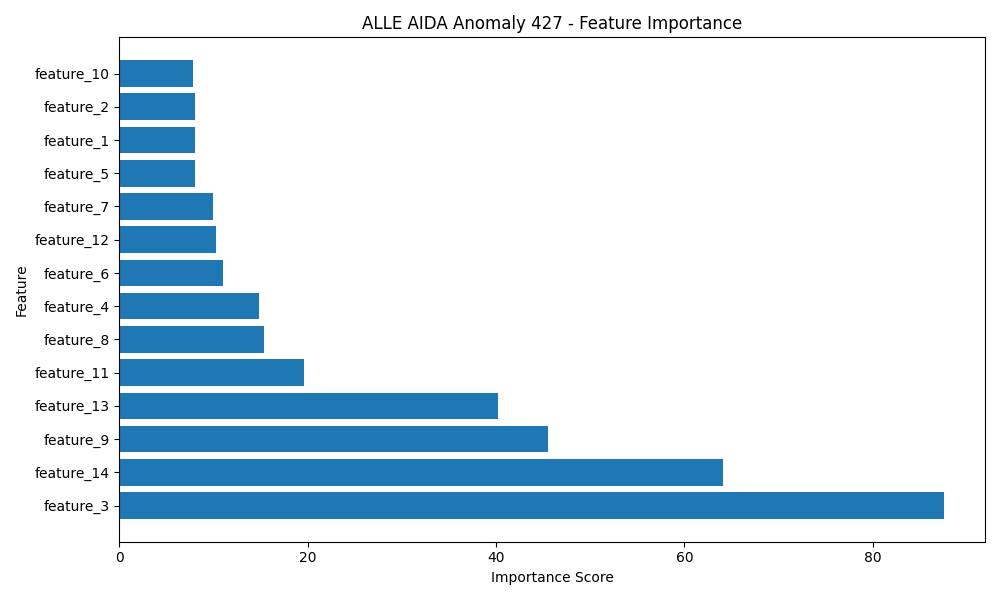 ALLE AIDA Anomaly 427 - Feature Importance
feature_10
feature_2
feature_1
feature_5
feature_7
feature_12
feature_6
feature_4
feature_8
feature_11
feature_13
feature_9
feature_14
feature_3
Feature
0 20 40 60 80
Importance Score